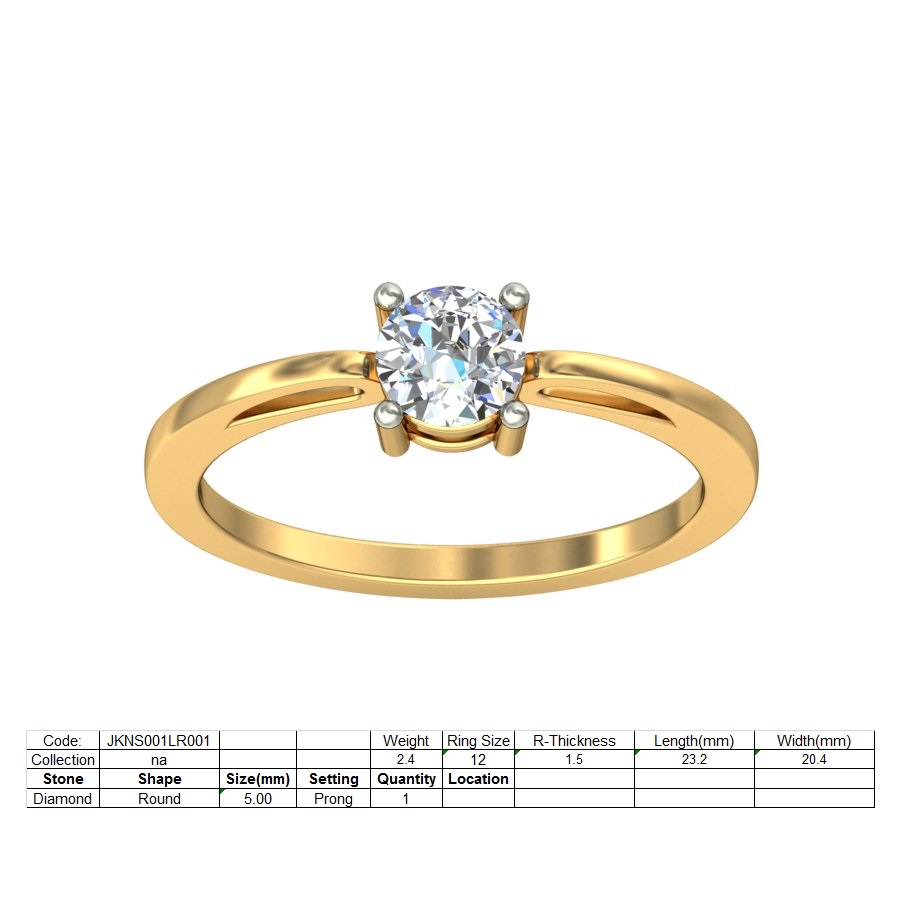 Code: JKNS001LR001 Weight Ring Size R-Thickness Length(mm) Width(mm)
Collection na 2.4 12 1.5 23.2 20.4
Stone Shape Size(mm) Setting Quantity Location
Diamond Round 5.00 Prong 1